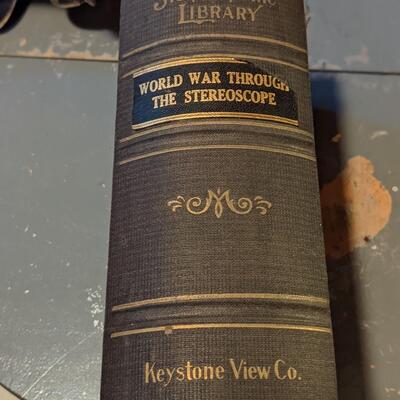 LIBRARY
WORLD WAR THROUGH
THE STEREOSCOPE
Keystone View Co.